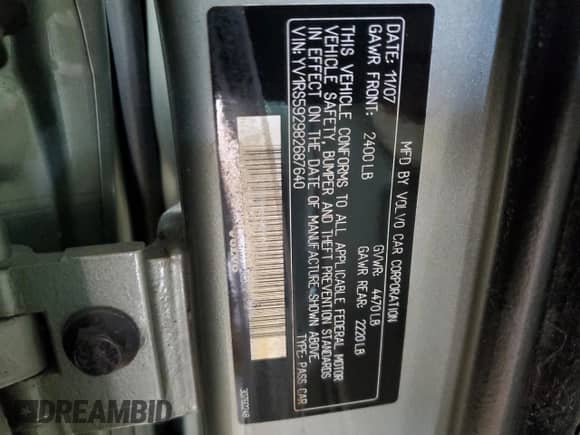 MFD BY VOLVO CAR CORPORATION
DATE: 11/07 GVWR: 4470 LB
GAWR FRONT: 2400 LB GAWR REAR: 2220 LB
THIS VEHICLE CONFORMS TO ALL APPLICABLE FEDERAL MOTOR
VEHICLE SAFETY, BUMPER AND THEFT PREVENTION STANDARDS
IN EFFECT ON THE DATE OF MANUFACTURE SHOWN ABOVE.
VIN: YV1RS592982687640 TYPE: PASS CAR
30760248
DREAMBID